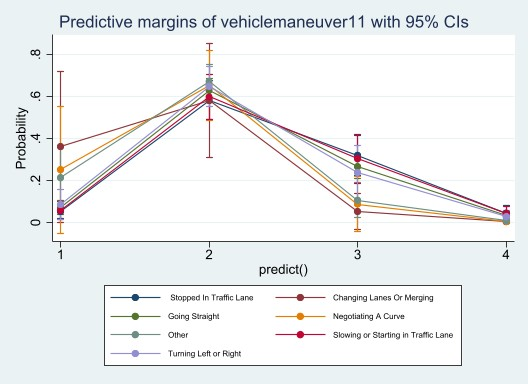 Predictive margins of vehiclemaneuver11 with 95% CIs
Probability
.8
.6
.4
.2
0
1 2 3 4
predict()
Stopped In Traffic Lane Changing Lanes Or Merging
Going Straight Negotiating A Curve
Other Slowing or Starting in Traffic Lane
Turning Left or Right